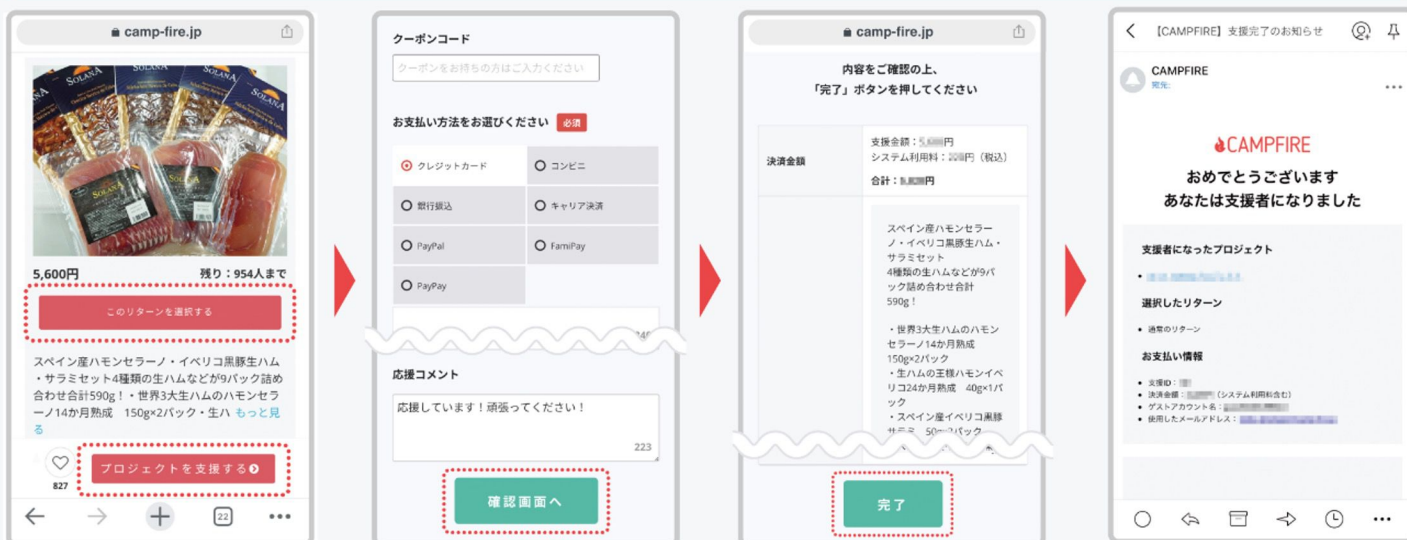 camp-fire.jp
SOLANA
SOLANA
SOLANA
SOLANA
SOLANA
SOLANA
5,600円
残り：954人まで
このリターンを選択する
スペイン産ハモンセラーノ・イベリコ黒豚生ハム
・サラミセット4種類の生ハムなどが9パック詰め
合わせ合計590g！・世界3大生ハムのハモンセラ
ーノ14か月熟成　150g×2パック・生ハ もっと見
る
827
プロジェクトを支援する
22
クーポンコード
クーポンをお持ちの方はご入力ください
お支払い方法をお選びください 必須
クレジットカード
コンビニ
銀行振込
キャリア決済
PayPal
FamiPay
PayPay
応援コメント
応援しています！頑張ってください！
223
確認画面へ
camp-fire.jp
内容をご確認の上、
「完了」ボタンを押してください
決済金額
支援金額：円
システム利用料：円（税込）
合計：円
スペイン産ハモンセラー
ノ・イベリコ黒豚生ハム・
サラミセット
4種類の生ハムなどが9パ
ック詰め合わせ合計
590g！
・世界3大生ハムのハモン
セラーノ14か月熟成
150g×2パック
・生ハムの王様ハモンイベ
リコ24か月熟成　40g×1パ
ック
・スペイン産イベリコ黒豚
サラミ　50g×2パック
完了
【CAMPFIRE】支援完了のお知らせ
CAMPFIRE
宛先:
CAMPFIRE
おめでとうございます
あなたは支援者になりました
支援者になったプロジェクト
選択したリターン
• 通常のリターン
お支払い情報
• 支援ID：
• 決済金額：（システム利用料含む）
• ゲストアカウント名：
• 使用したメールアドレス：